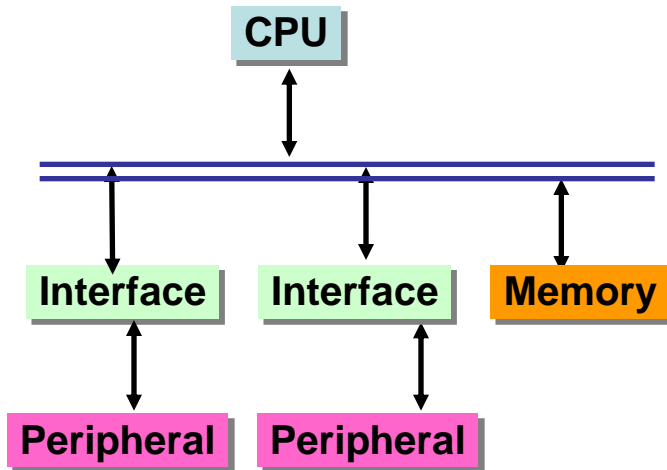 CPU
Interface
Interface
Memory
Peripheral
Peripheral